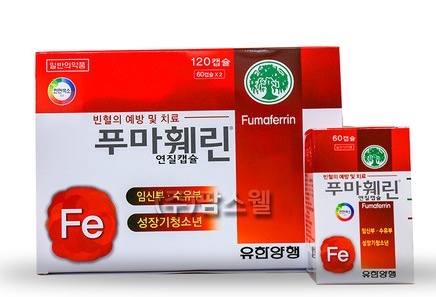 일반의약품
120캡슐
60캡슐 x 2
빈혈의 예방 및 치료
Fumaferrin
푸마훼린
연질캡슐
Fe
임신부·수유부
성장기청소년
유한양행
팜스웰
60캡슐
빈혈의 예방 및 치료
푸마훼린
연질캡슐
Fumaferrin
Fe
임신부·수유부
성장기청소년
유한양행